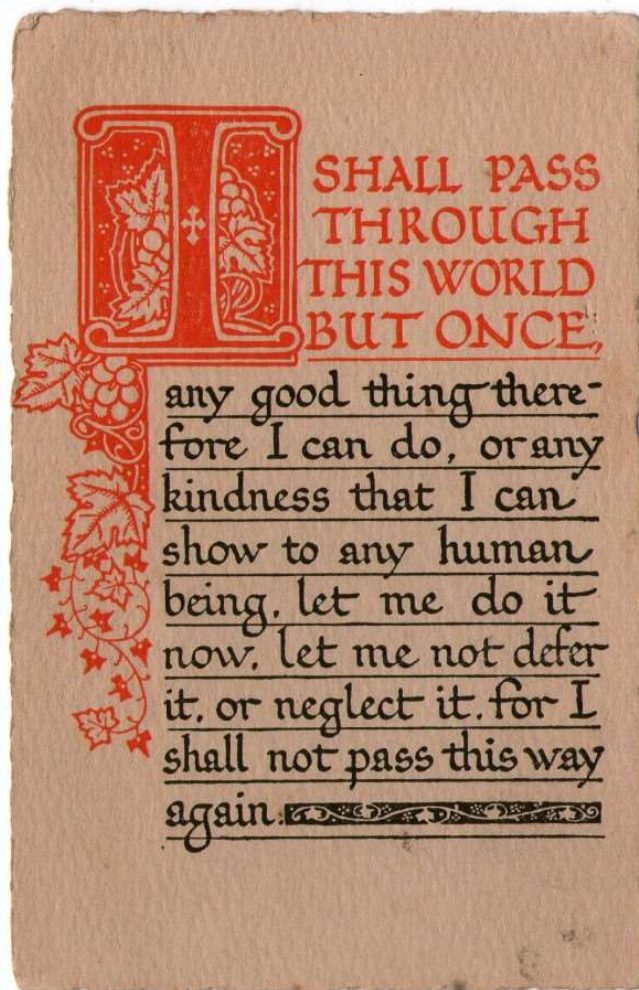 I SHALL PASS
THROUGH
THIS WORLD
BUT ONCE,
any good thing there-
fore I can do, or any
kindness that I can
show to any human
being, let me do it
now, let me not defer
it, or neglect it, for I
shall not pass this way
again: